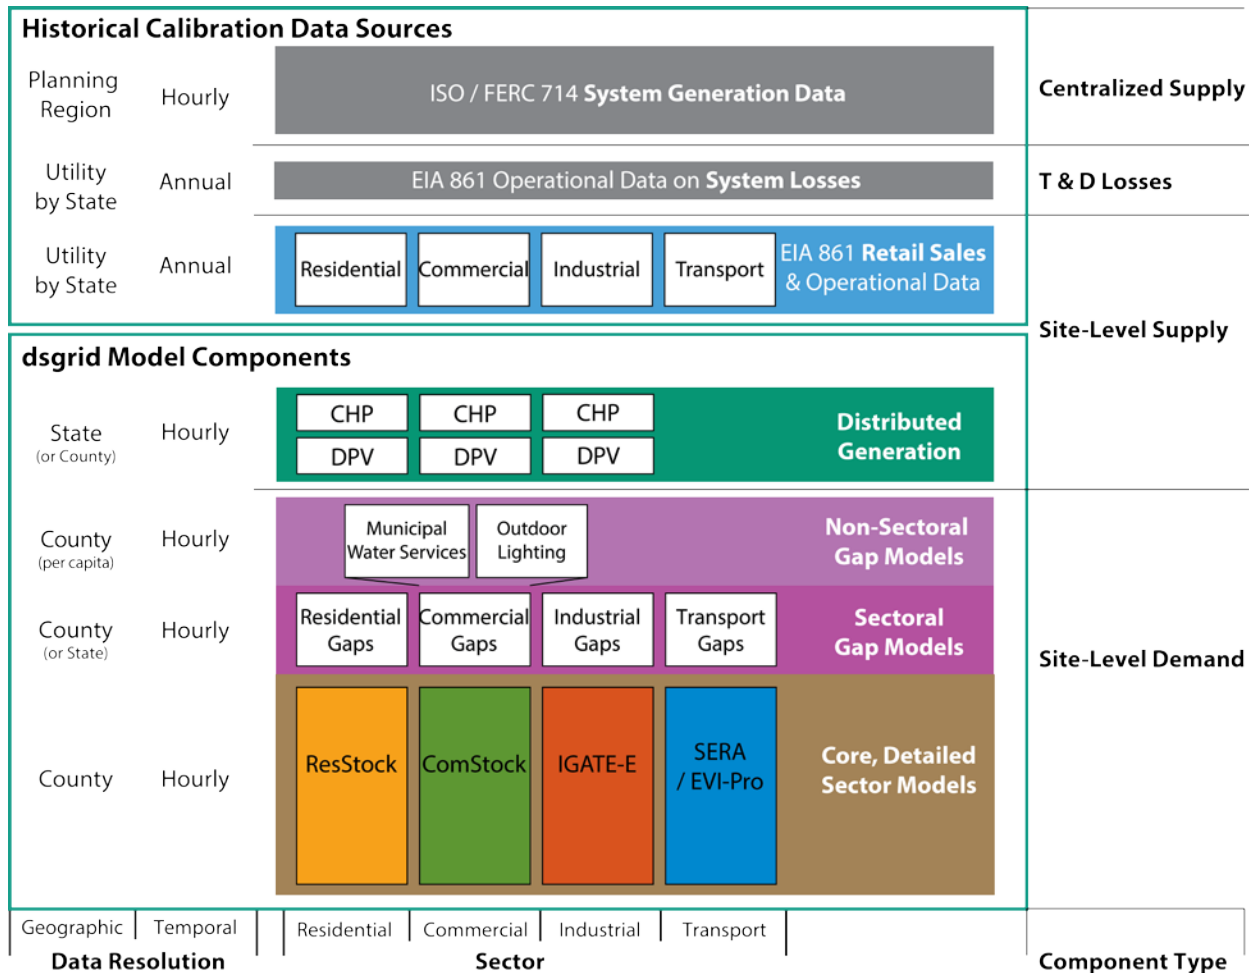 Historical Calibration Data Sources
Planning
Region
Hourly
ISO / FERC 714 System Generation Data
Centralized Supply
Utility
by State
Annual
EIA 861 Operational Data on System Losses
T & D Losses
Utility
by State
Annual
Residential
Commercial
Industrial
Transport
EIA 861 Retail Sales
& Operational Data
Site-Level Supply
dsgrid Model Components
State
(or County)
Hourly
CHP
CHP
CHP
DPV
DPV
DPV
Distributed
Generation
County
(per capita)
Hourly
Municipal
Water Services
Outdoor
Lighting
Non-Sectoral
Gap Models
County
(or State)
Hourly
Residential
Gaps
Commercial
Gaps
Industrial
Gaps
Transport
Gaps
Sectoral
Gap Models
Site-Level Demand
County
Hourly
ResStock
ComStock
IGATE-E
SERA
/ EVI-Pro
Core, Detailed
Sector Models
Geographic
Temporal
Residential
Commercial
Industrial
Transport
Data Resolution
Sector
Component Type